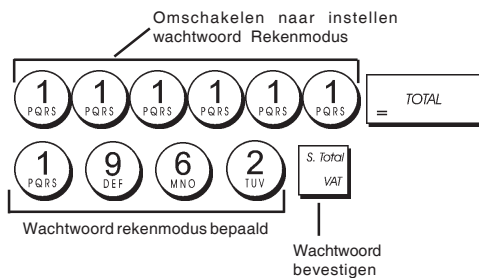 Omschakelen naar instellen
wachtwoord Rekenmodus
1 1 1 1 1 1 TOTAL
PQRS PQRS PQRS PQRS PQRS PQRS =
1 9 6 2 S. Total
PQRS DEF MNO TUV VAT
Wachtwoord rekenmodus bepaald
Wachtwoord
bevestigen